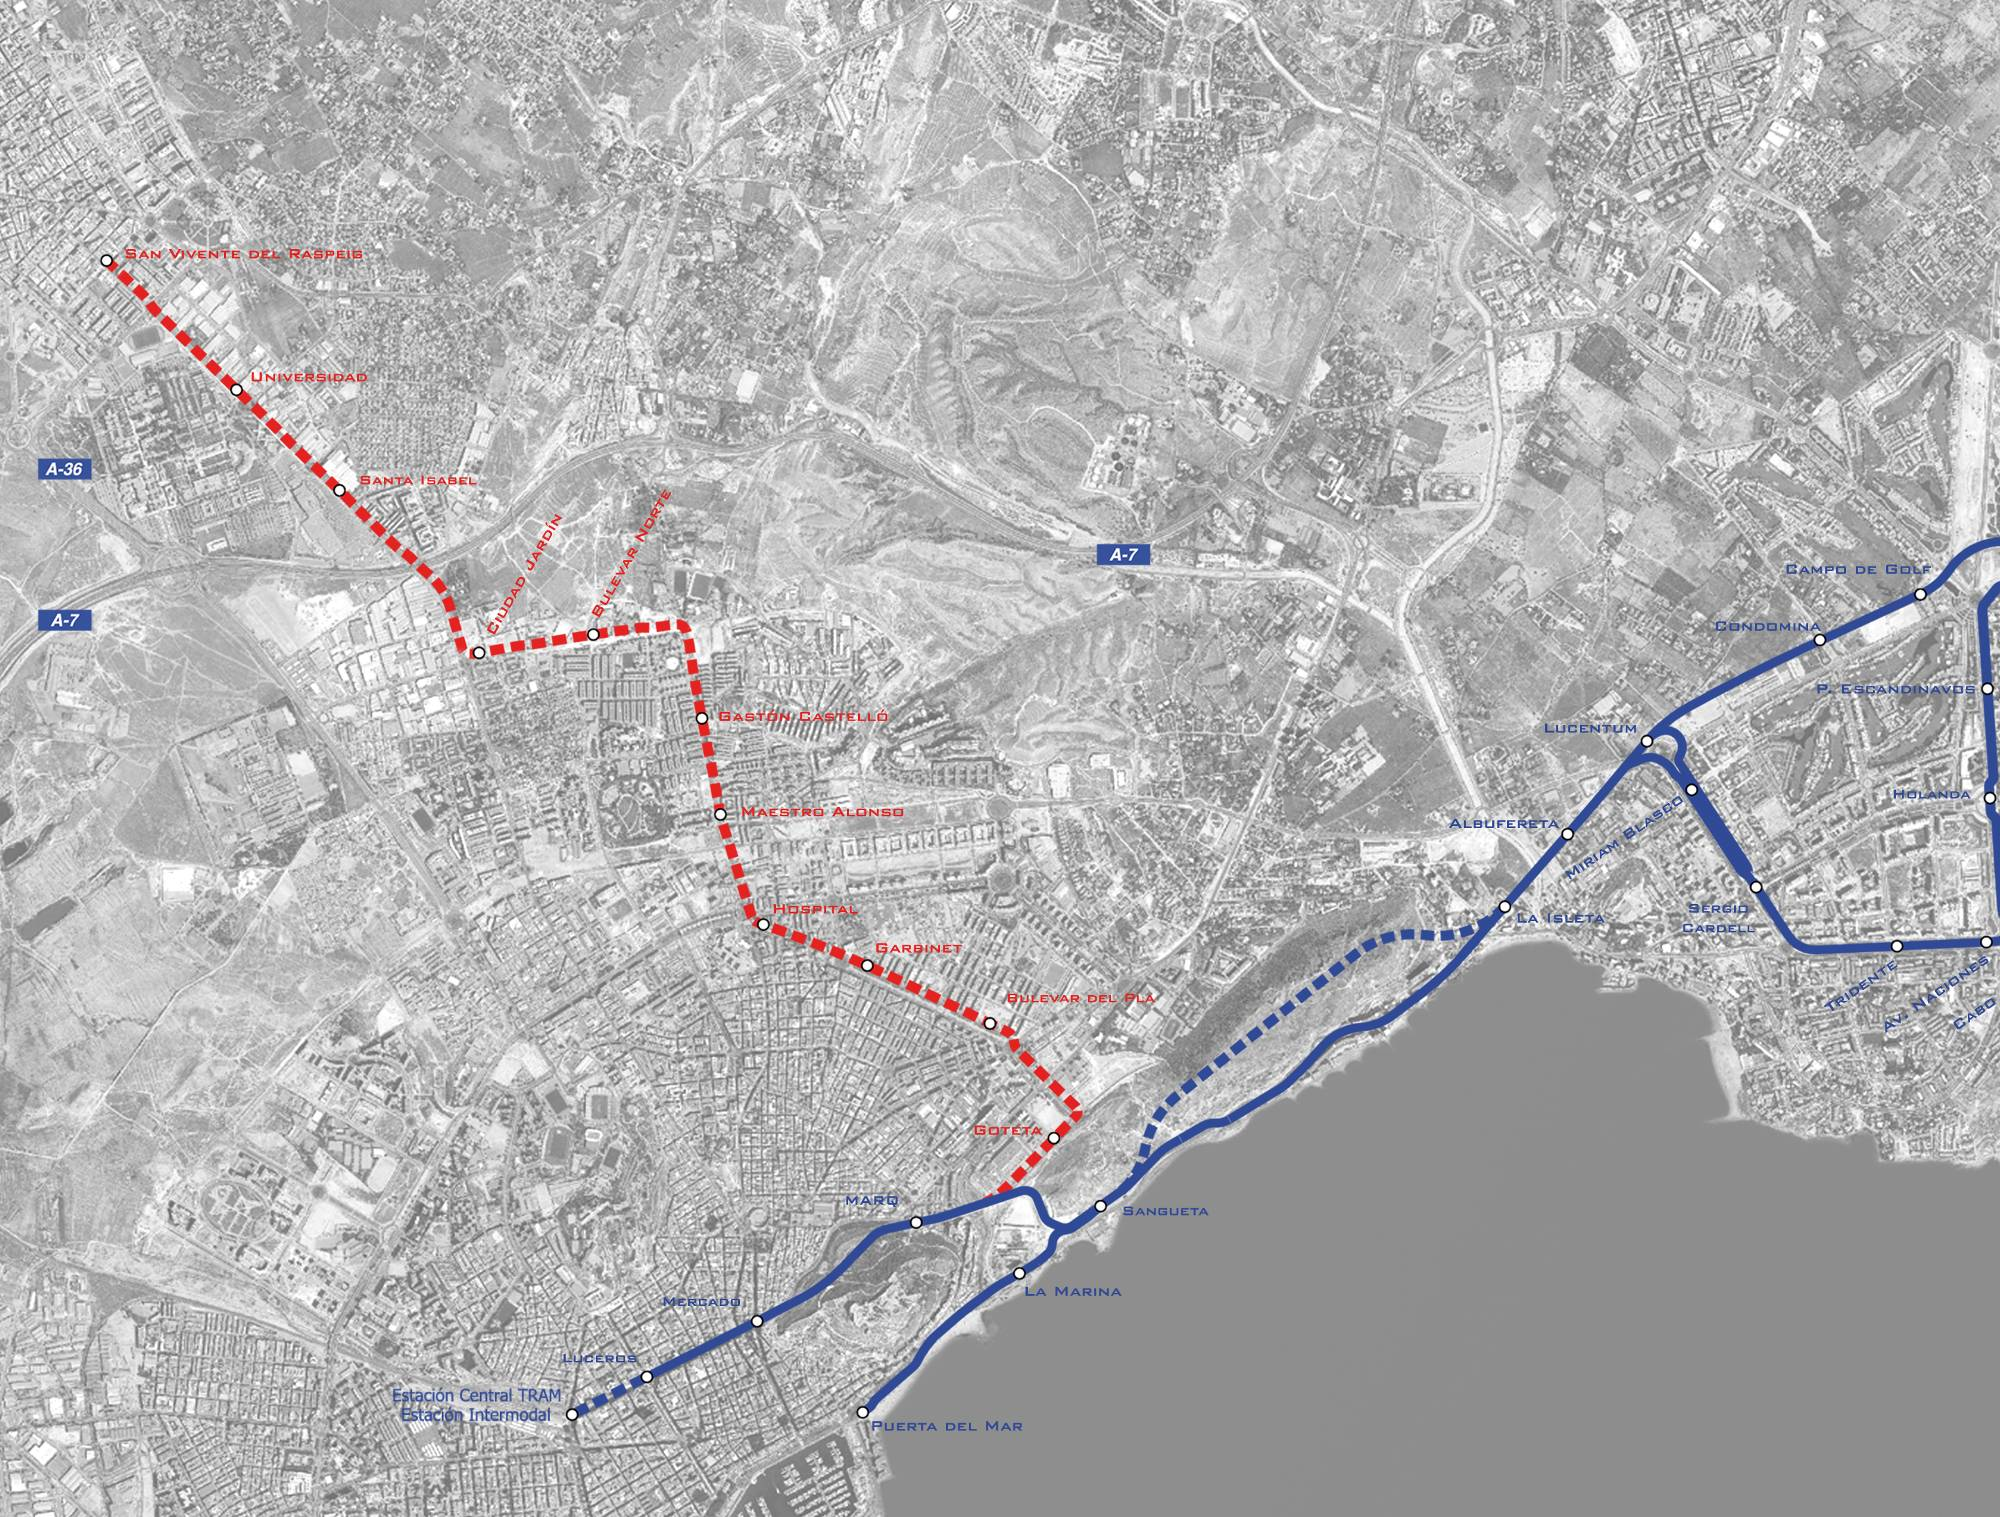 San Vivente del Raspeig
Universidad
A-36
Santa Isabel
Ciudad Jardín
Bulevar Norte
A-7
A-7
Campo de Golf
Condomina
P. Escandinavos
Gastón Castelló
Lucentum
Holanda
Maestro Alonso
Albufereta
Miriam Blasco
Hospital
Sergio
Cardell
La Isleta
Garbinet
Tridente
Av. Naciones
Cabo
Bulevar del Plá
Goteta
MARQ
Sangueta
La Marina
Mercado
Luceros
Estación Central TRAM
Estación Intermodal
Puerta del Mar